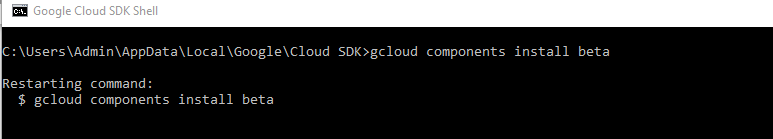 Google Cloud SDK Shell
C:\Users\Admin\AppData\Local\Google\Cloud SDK>gcloud components install beta
Restarting command:
$ gcloud components install beta